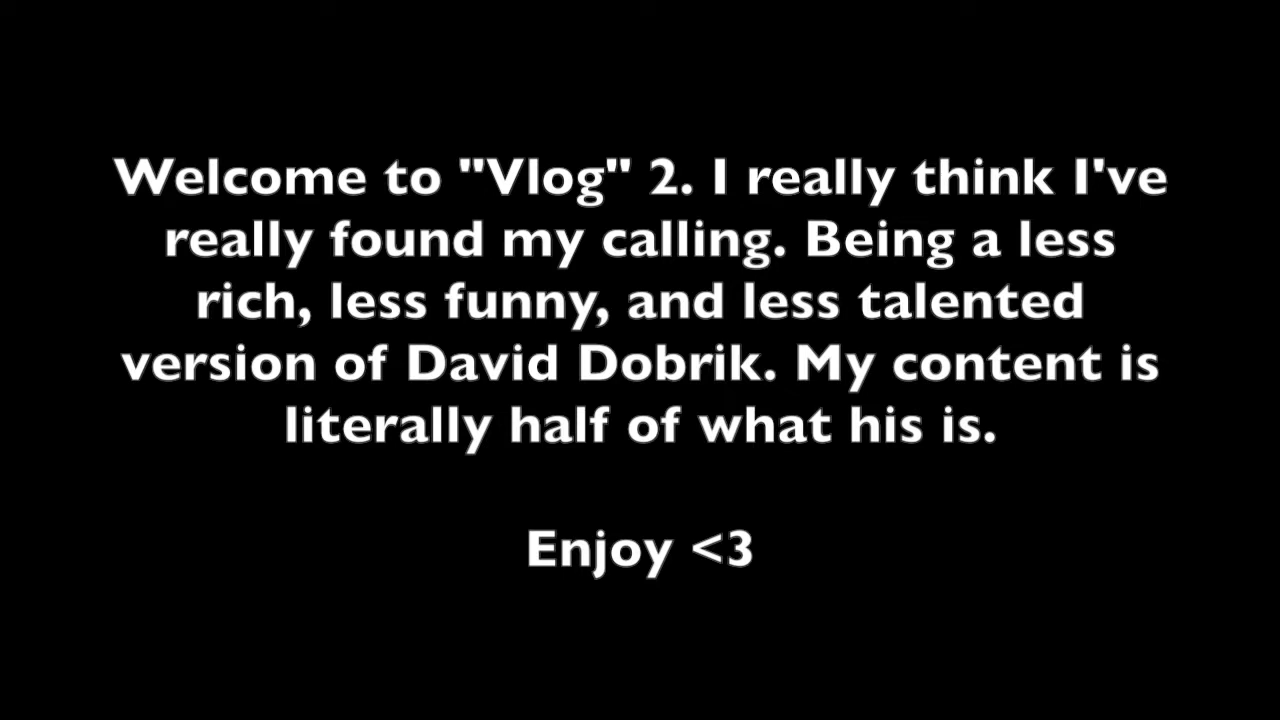 Welcome to "Vlog" 2. I really think I've
really found my calling. Being a less
rich, less funny, and less talented
version of David Dobrik. My content is
literally half of what his is.
Enjoy <3